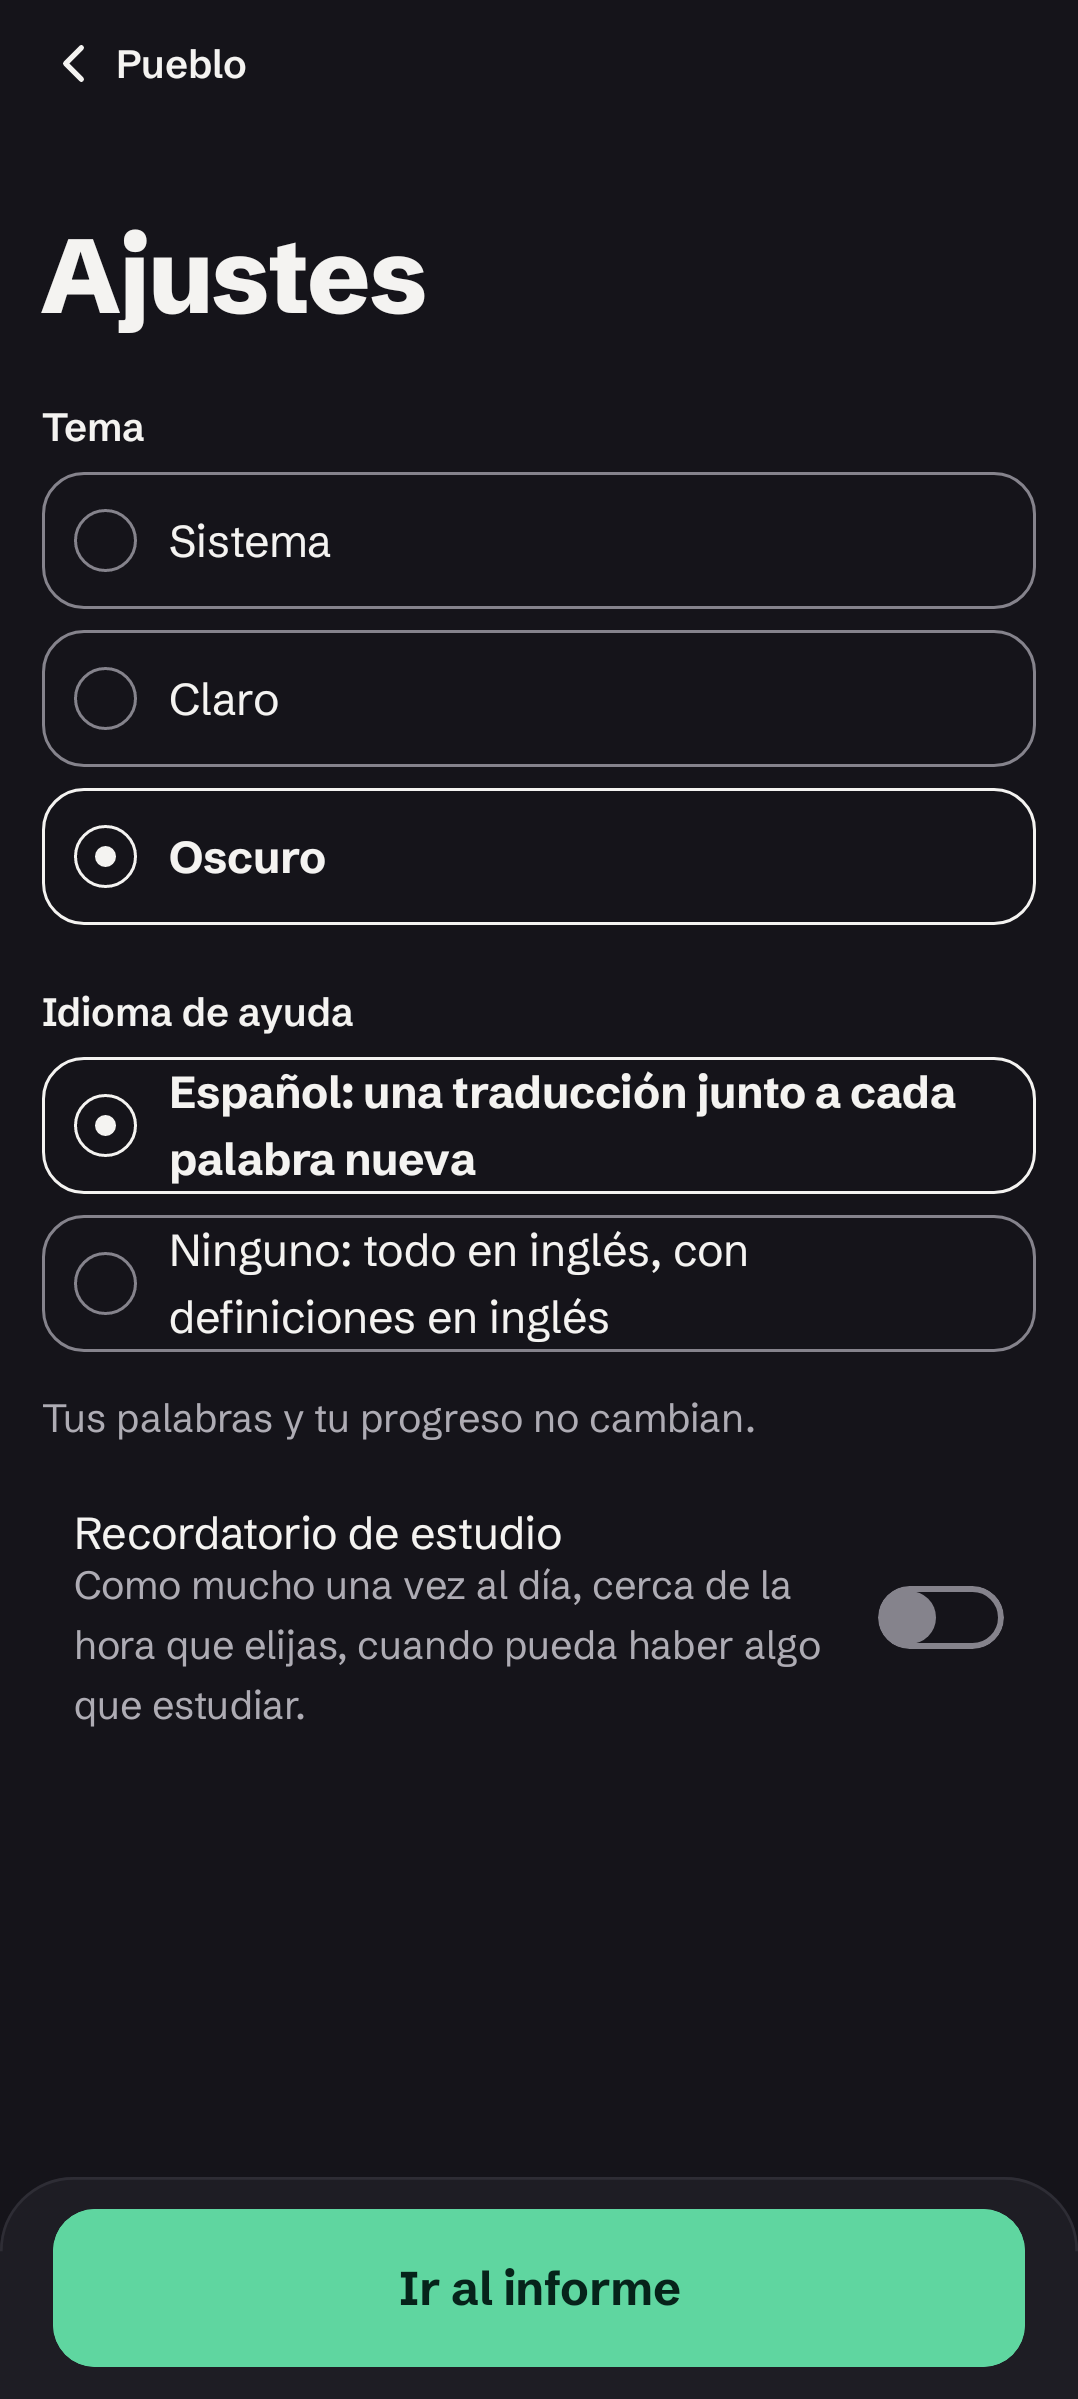 Pueblo
Ajustes
Tema
Sistema
Claro
Oscuro
Idioma de ayuda
Español: una traducción junto a cada
palabra nueva
Ninguno: todo en inglés, con
definiciones en inglés
Tus palabras y tu progreso no cambian.
Recordatorio de estudio
Como mucho una vez al día, cerca de la
hora que elijas, cuando pueda haber algo
que estudiar.
Ir al informe